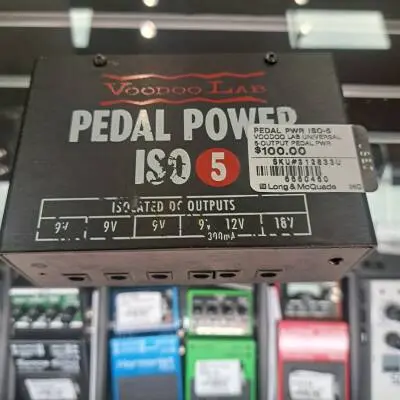 VOODOO LAB
PEDAL POWER
ISO 5
ISOLATED DC OUTPUTS
9V 9V 9V 9V 12V 18V
300mA
PEDAL PWR ISO-5
VOODOO LAB UNIVERSAL
5-OUTPUT PEDAL PWR
$100.00
Long & McQuade